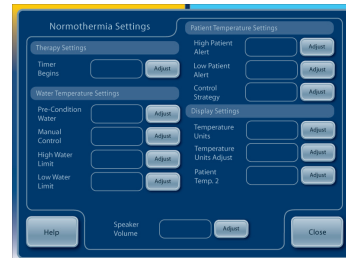 Normothermia Settings
Therapy Settings
Timer
Begins
Adjust
Water Temperature Settings
Pre-Condition
Water
Adjust
Manual
Control
Adjust
High Water
Limit
Adjust
Low Water
Limit
Adjust
Patient Temperature Settings
High Patient
Alert
Adjust
Low Patient
Alert
Adjust
Control
Strategy
Adjust
Display Settings
Temperature
Units
Adjust
Temperature
Units Adjust
Adjust
Patient
Temp. 2
Adjust
Help
Speaker
Volume
Adjust
Close